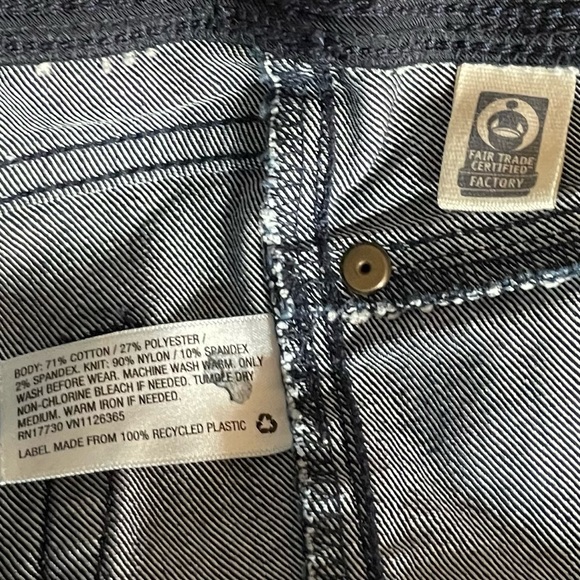 FAIR TRADE
CERTIFIED™
FACTORY
BODY: 71% COTTON / 27% POLYESTER /
2% SPANDEX. KNIT: 90% NYLON / 10% SPANDEX
WASH BEFORE WEAR. MACHINE WASH WARM. ONLY
NON-CHLORINE BLEACH IF NEEDED. TUMBLE DRY
MEDIUM. WARM IRON IF NEEDED.
RN17730 VN1126365
LABEL MADE FROM 100% RECYCLED PLASTIC